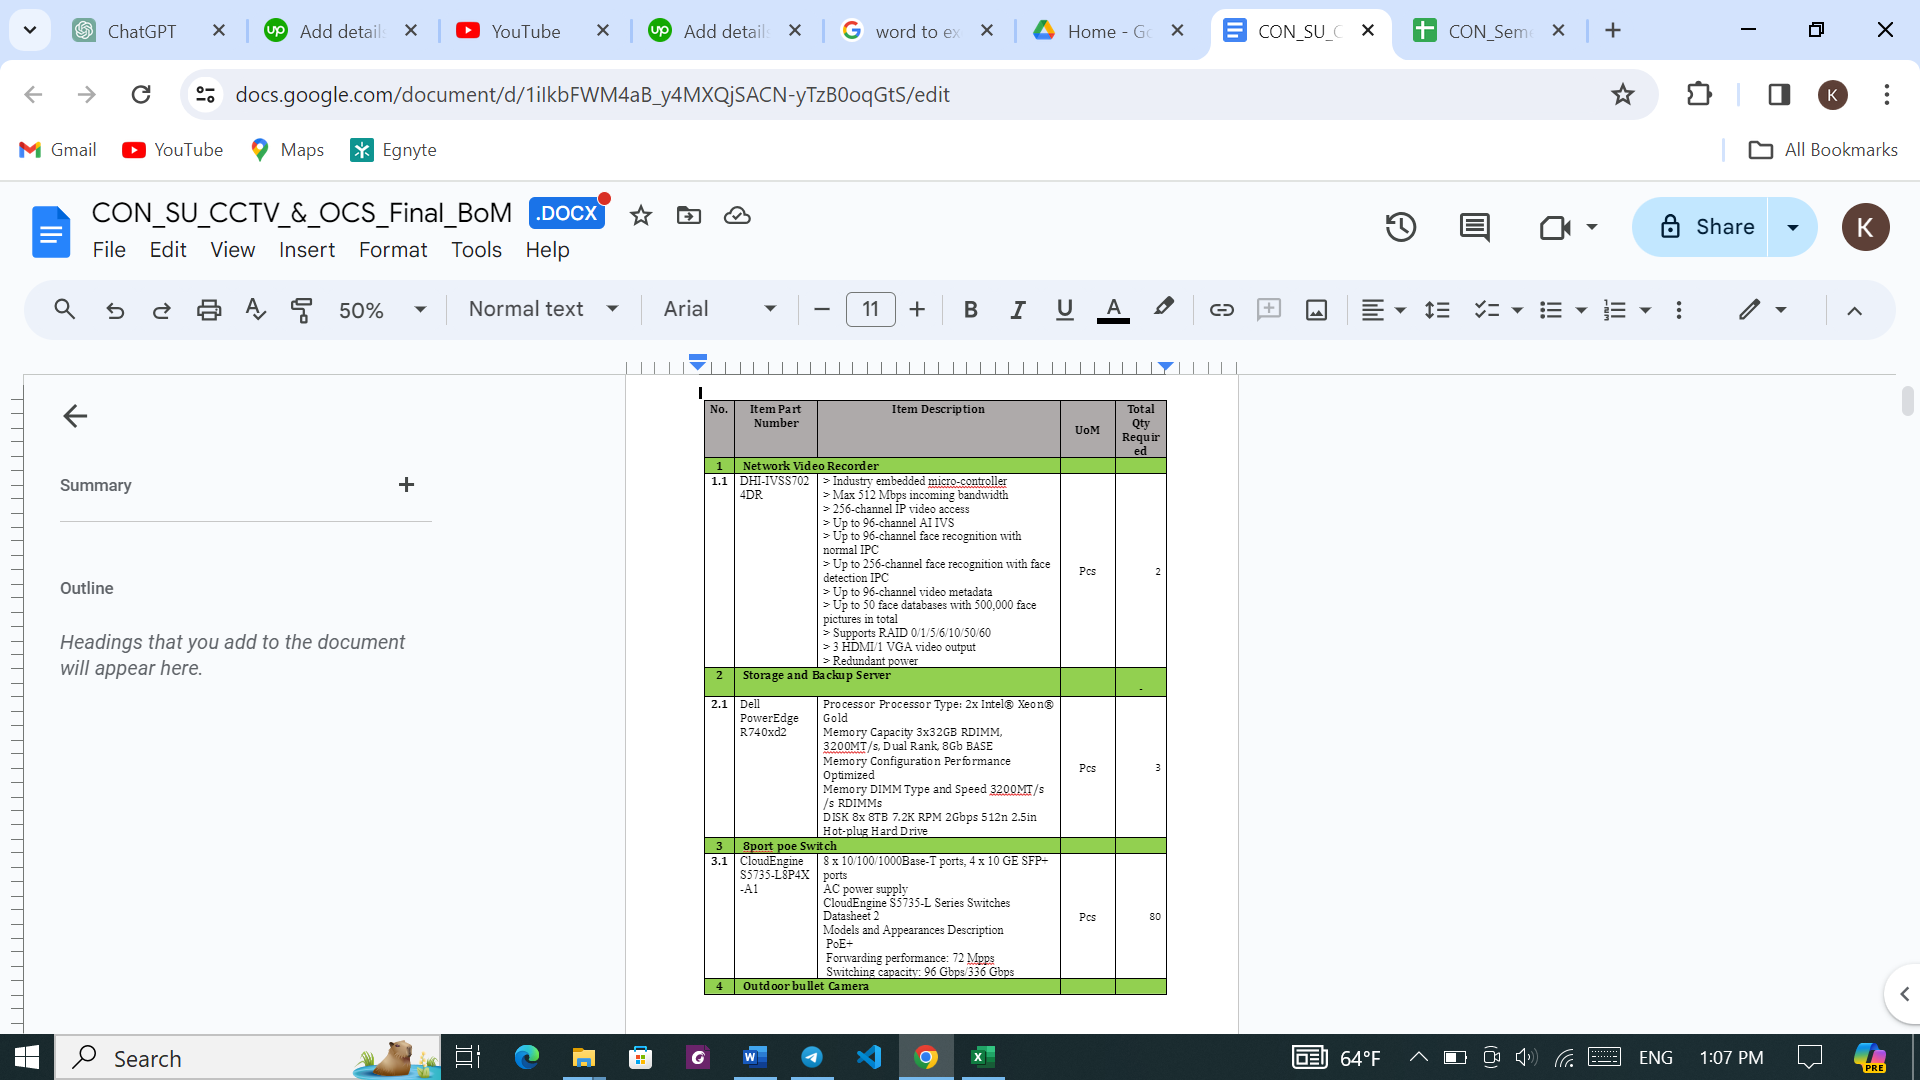 ChatGPT
Add details
YouTube
Add details
word to ex
Home - Go
CON_SU_C
CON_Seme
docs.google.com/document/d/1iIkbFWM4aB_y4MXQjSACN-yTzB0oqGtS/edit
K
Gmail
YouTube
Maps
Egnyte
All Bookmarks
CON_SU_CCTV_&_OCS_Final_BoM
.DOCX
Share
K
File Edit View Insert Format Tools Help
50%
Normal text
Arial
11
B I U A
Summary
Outline
Headings that you add to the document
will appear here.
No. Item Part Number Item Description UoM Total Qty Required
1 Network Video Recorder
1.1 DHI-IVSS7024DR
> Industry embedded micro-controller
> Max 512 Mbps incoming bandwidth
> 256-channel IP video access
> Up to 96-channel AI IVS
> Up to 96-channel face recognition with
normal IPC
> Up to 256-channel face recognition with face
detection IPC
> Up to 96-channel video metadata
> Up to 50 face databases with 500,000 face
pictures in total
> Supports RAID 0/1/5/6/10/50/60
> 3 HDMI/1 VGA video output
> Redundant power
Pcs 2
2 Storage and Backup Server -
2.1 Dell PowerEdge R740xd2
Processor Processor Type: 2x Intel® Xeon®
Gold
Memory Capacity 3x32GB RDIMM,
3200MT/s, Dual Rank, 8Gb BASE
Memory Configuration Performance
Optimized
Memory DIMM Type and Speed 3200MT/s
/s RDIMMs
DISK 8x 8TB 7.2K RPM 2Gbps 512n 2.5in
Hot-plug Hard Drive
Pcs 3
3 8port poe Switch
3.1 CloudEngine S5735-L8P4X-A1
8 x 10/100/1000Base-T ports, 4 x 10 GE SFP+
ports
AC power supply
CloudEngine S5735-L Series Switches
Datasheet 2
Models and Appearances Description
PoE+
Forwarding performance: 72 Mpps
Switching capacity: 96 Gbps/336 Gbps
Pcs 80
4 Outdoor bullet Camera
Search
64°F
ENG
1:07 PM
PRE